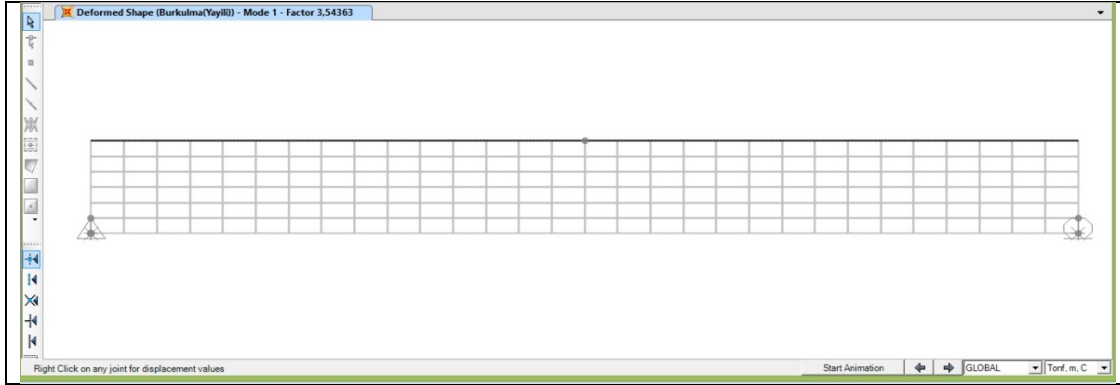 Deformed Shape (Burkulma(Yayili)) - Mode 1 - Factor 3,54363
Right Click on any joint for displacement values
Start Animation
GLOBAL
Tonf, m, C